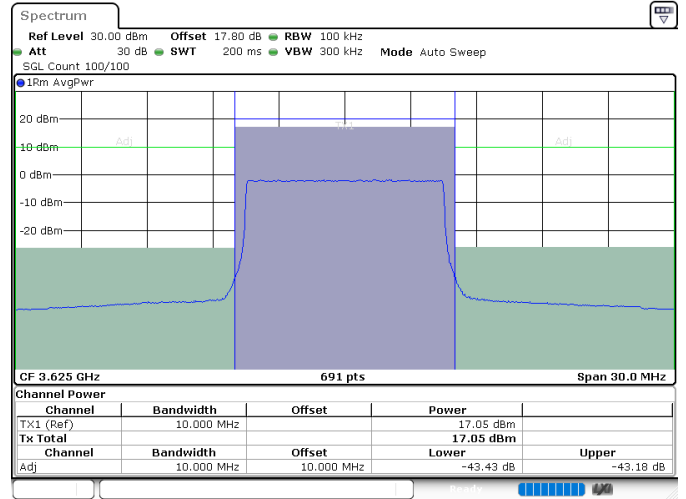 Spectrum
Ref Level 30.00 dBm Offset 17.80 dB RBW 100 kHz
Att 30 dB SWT 200 ms VBW 300 kHz Mode Auto Sweep
SGL Count 100/100
1Rm AvgPwr
20 dBm
TX1
Adj Adj
10 dBm
0 dBm
-10 dBm
-20 dBm
CF 3.625 GHz 691 pts Span 30.0 MHz
Channel Power
Channel Bandwidth Offset Power
TX1 (Ref) 10.000 MHz 17.05 dBm
Tx Total 17.05 dBm
Channel Bandwidth Offset Lower Upper
Adj 10.000 MHz 10.000 MHz -43.43 dB -43.18 dB
Ready